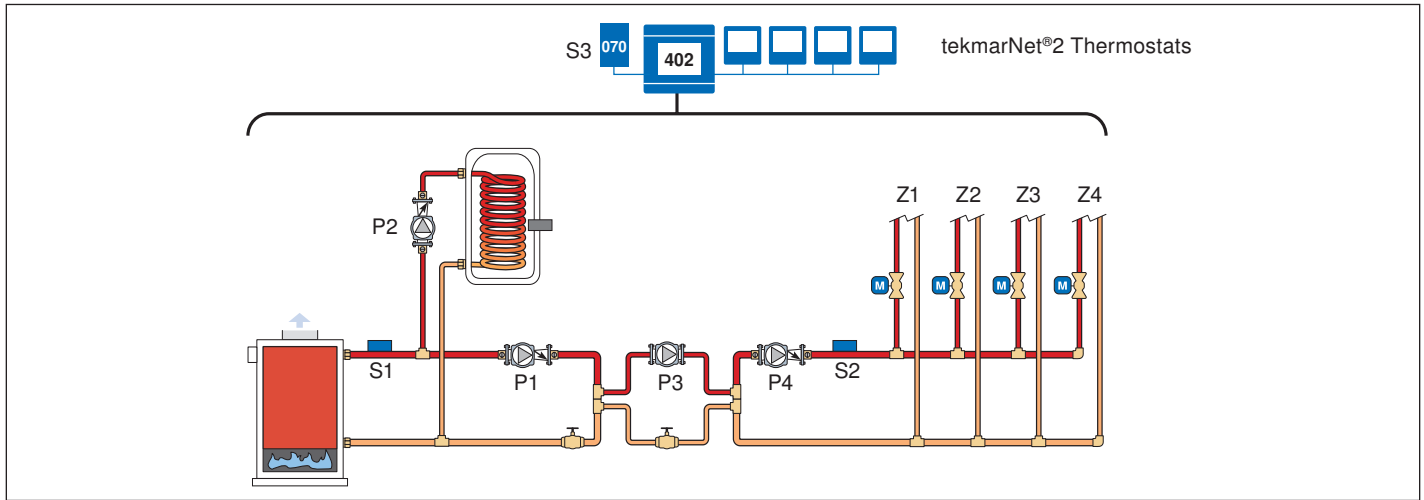 S3 070 402 tekmarNet®2 Thermostats
P2
Z1 Z2 Z3 Z4
M M M M
S1 P1 P3 P4 S2